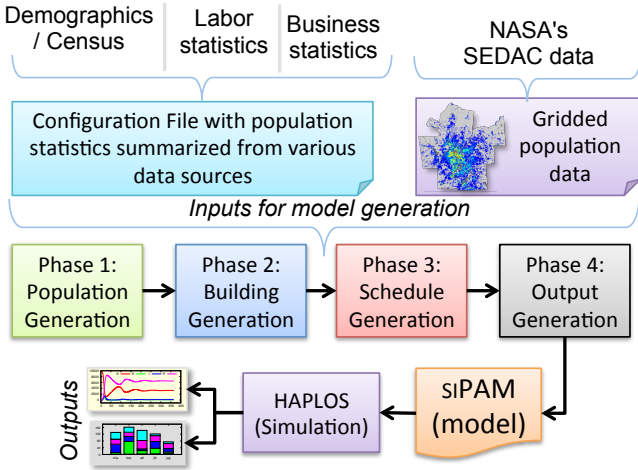 Demographics / Census
Labor statistics
Business statistics
NASA's SEDAC data
Configuration File with population
statistics summarized from various
data sources
Gridded
population
data
Inputs for model generation
Phase 1:
Population
Generation
Phase 2:
Building
Generation
Phase 3:
Schedule
Generation
Phase 4:
Output
Generation
Outputs
HAPLOS
(Simulation)
SIPAM
(model)